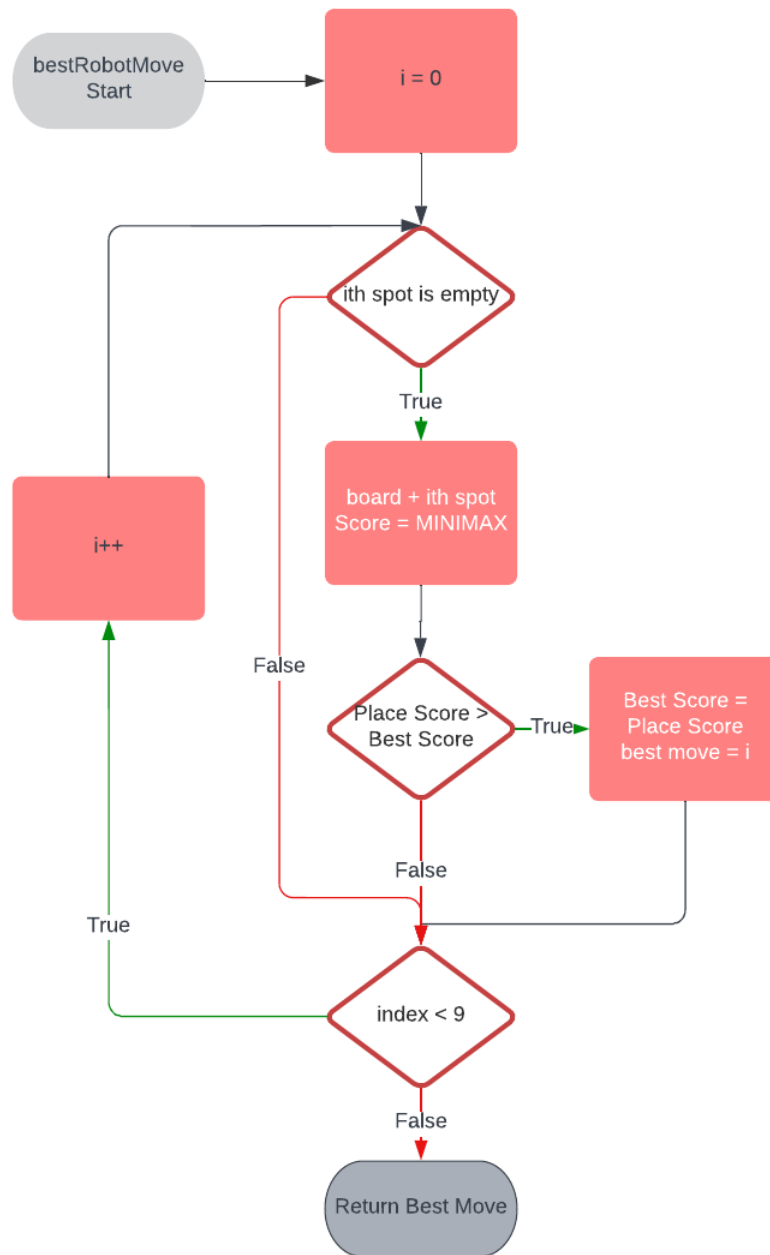 bestRobotMove
Start
i = 0
ith spot is empty
True
board + ith spot
Score = MINIMAX
i++
False
Place Score >
Best Score
True
Best Score =
Place Score
best move = i
False
True
index < 9
False
Return Best Move